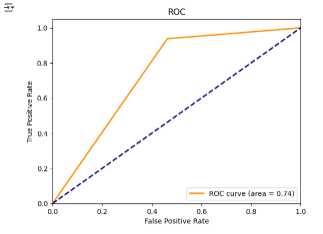 ROC
True Positive Rate
1.0
0.8
0.6
0.4
0.2
0.0
ROC curve (area = 0.74)
0.0 0.2 0.4 0.6 0.8 1.0
False Positive Rate